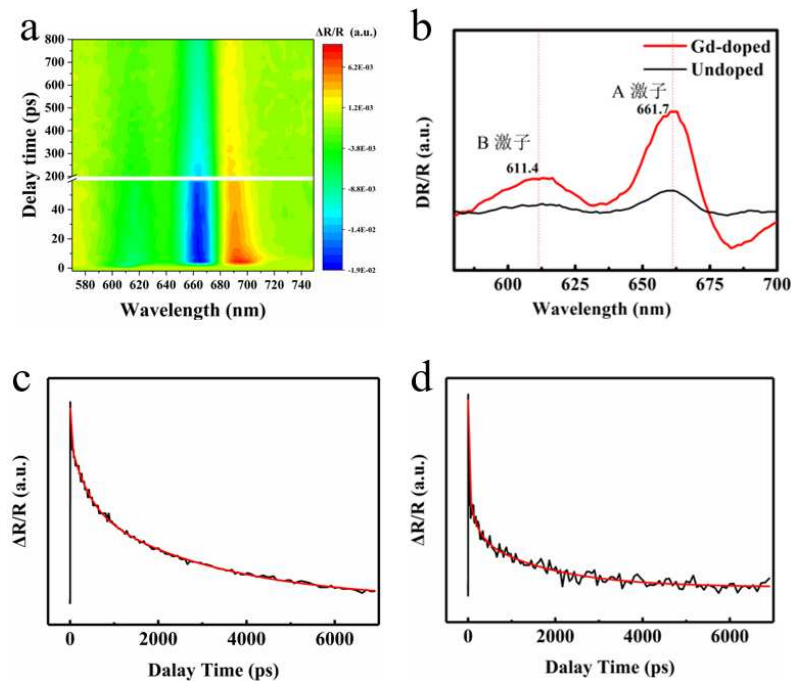 a
ΔR/R (a.u.)
800
700
600
500
400
300
200
40
20
0
Delay time (ps)
6.2E-03
1.2E-03
-3.8E-03
-8.8E-03
-1.4E-02
-1.9E-02
580 600 620 640 660 680 700 720 740
Wavelength (nm)
b
Gd-doped
Undoped
A 激子
661.7
B 激子
611.4
DR/R (a.u.)
600 625 650 675 700
Wavelength (nm)
c
ΔR/R (a.u.)
0 2000 4000 6000
Dalay Time (ps)
d
ΔR/R (a.u.)
0 2000 4000 6000
Dalay Time (ps)